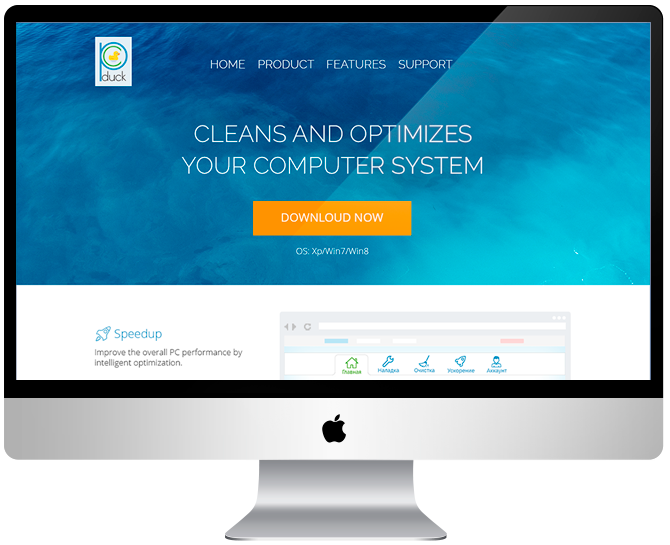 duck
HOME PRODUCT FEATURES SUPPORT
CLEANS AND OPTIMIZES
YOUR COMPUTER SYSTEM
DOWNLOUD NOW
OS: Xp/Win7/Win8
Speedup
Improve the overall PC performance by
intelligent optimization.
Главная Наладка Очистка Ускорение Аккаунт